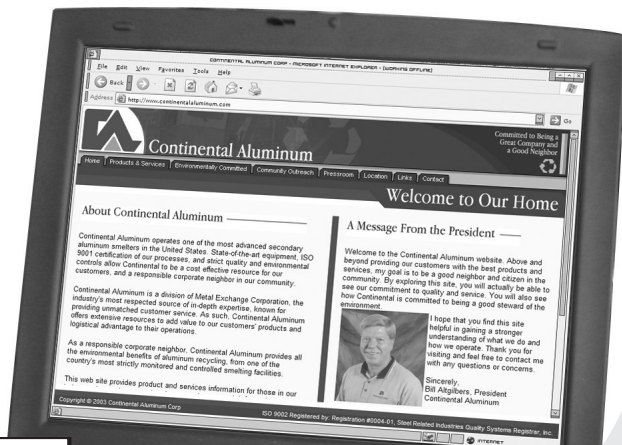 CONTINENTAL ALUMINUM CORP - MICROSOFT INTERNET EXPLORER - [WORKING OFFLINE]
File Edit View Favorites Tools Help
Back
Address http://www.continentalaluminum.com
Go
Committed to Being a
Great Company and
a Good Neighbor
Continental Aluminum
Home Products & Services Environmentally Committed Community Outreach Pressroom Location Links Contact
Welcome to Our Home
About Continental Aluminum
Continental Aluminum operates one of the most advanced secondary
aluminum smelters in the United States. State-of-the-art equipment, ISO
9001 certification of our processes, and strict quality and environmental
controls allow Continental to be a cost effective resource for our
customers, and a responsible corporate neighbor in our community.
Continental Aluminum is a division of Metal Exchange Corporation, the
industry's most respected source of in-depth expertise, known for
providing unmatched customer service. As such, Continental Aluminum
offers extensive resources to add value to our customers' products and
logistical advantage to their operations.
As a responsible corporate neighbor, Continental Aluminum provides all
the environmental benefits of aluminum recycling, from one of the
country's most strictly monitored and controlled smelting facilities.
This web site provides product and services information for those in our
A Message From the President
Welcome to the Continental Aluminum website. Above and
beyond providing our customers with the best products and
services, my goal is to be a good neighbor and citizen in the
community. By exploring this site, you will actually be able to
see our commitment to quality and service. You will also see
how Continental is committed to being a good steward of the
environment.
I hope that you find this site
helpful in gaining a stronger
understanding of what we do and
how we operate. Thank you for
visiting and feel free to contact me
with any questions or concerns.
Sincerely,
Bill Altgilbers, President
Continental Aluminum
Copyright © 2003 Continental Aluminum Corp
ISO 9002 Registered by: Registration #0004-01, Steel Related Industries Quality Systems Registrar, Inc.
INTERNET